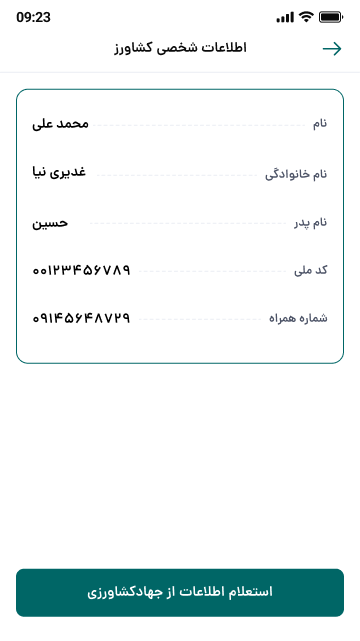 09:23
اطلاعات شخصی کشاورز
نام محمد علی
نام خانوادگی غدیری نیا
نام پدر حسین
کد ملی ۰۰۱۲۳۴۵۶۷۸۹
شماره همراه ۰۹۱۴۵۶۴۸۷۲۹
استعلام اطلاعات از جهادکشاورزی